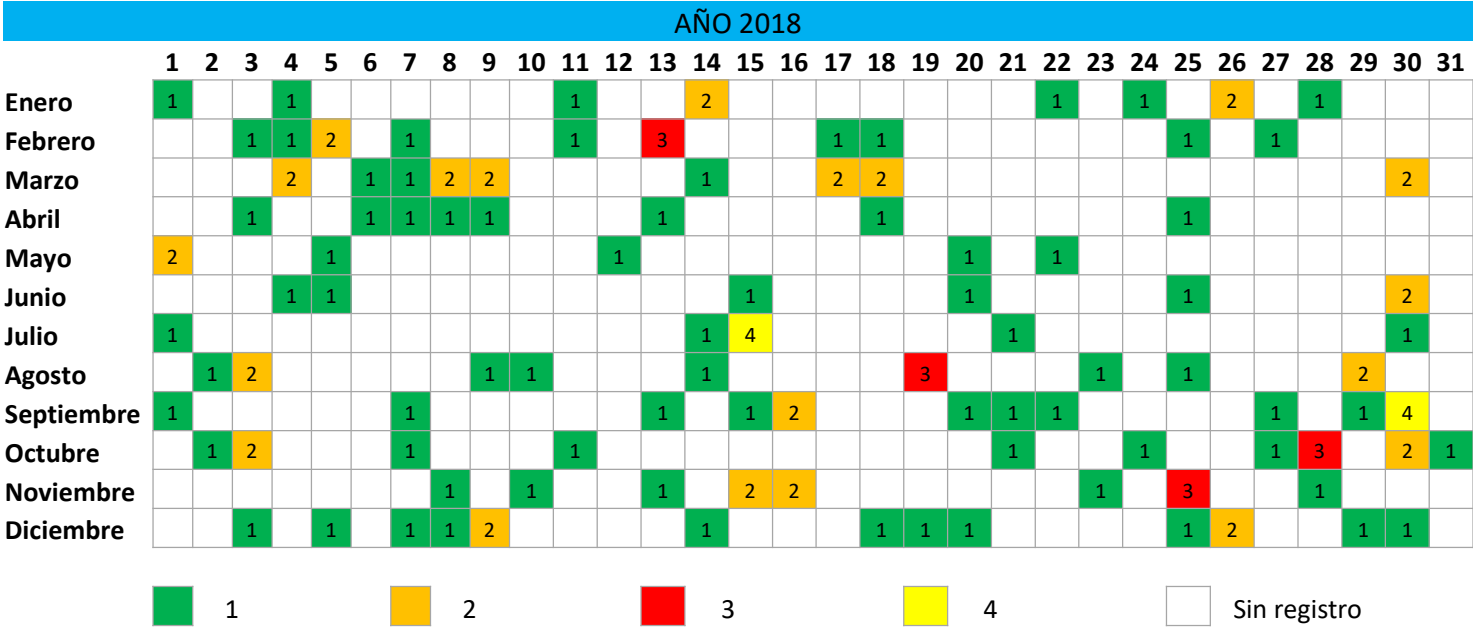 AÑO 2018
1 2 3 4 5 6 7 8 9 10 11 12 13 14 15 16 17 18 19 20 21 22 23 24 25 26 27 28 29 30 31
Enero 1 1 1 2 1 1 2 1
Febrero 1 1 2 1 1 3 1 1 1 1
Marzo 2 1 1 2 2 1 2 2 2
Abril 1 1 1 1 1 1 1 1
Mayo 2 1 1 1 1
Junio 1 1 1 1 1 2
Julio 1 1 4 1 1
Agosto 1 2 1 1 1 3 1 1 2
Septiembre 1 1 1 1 2 1 1 1 1 1 4
Octubre 1 2 1 1 1 1 1 3 2 1
Noviembre 1 1 1 2 2 1 3 1
Diciembre 1 1 1 1 2 1 1 1 1 1 2 1 1
1 2 3 4 Sin registro